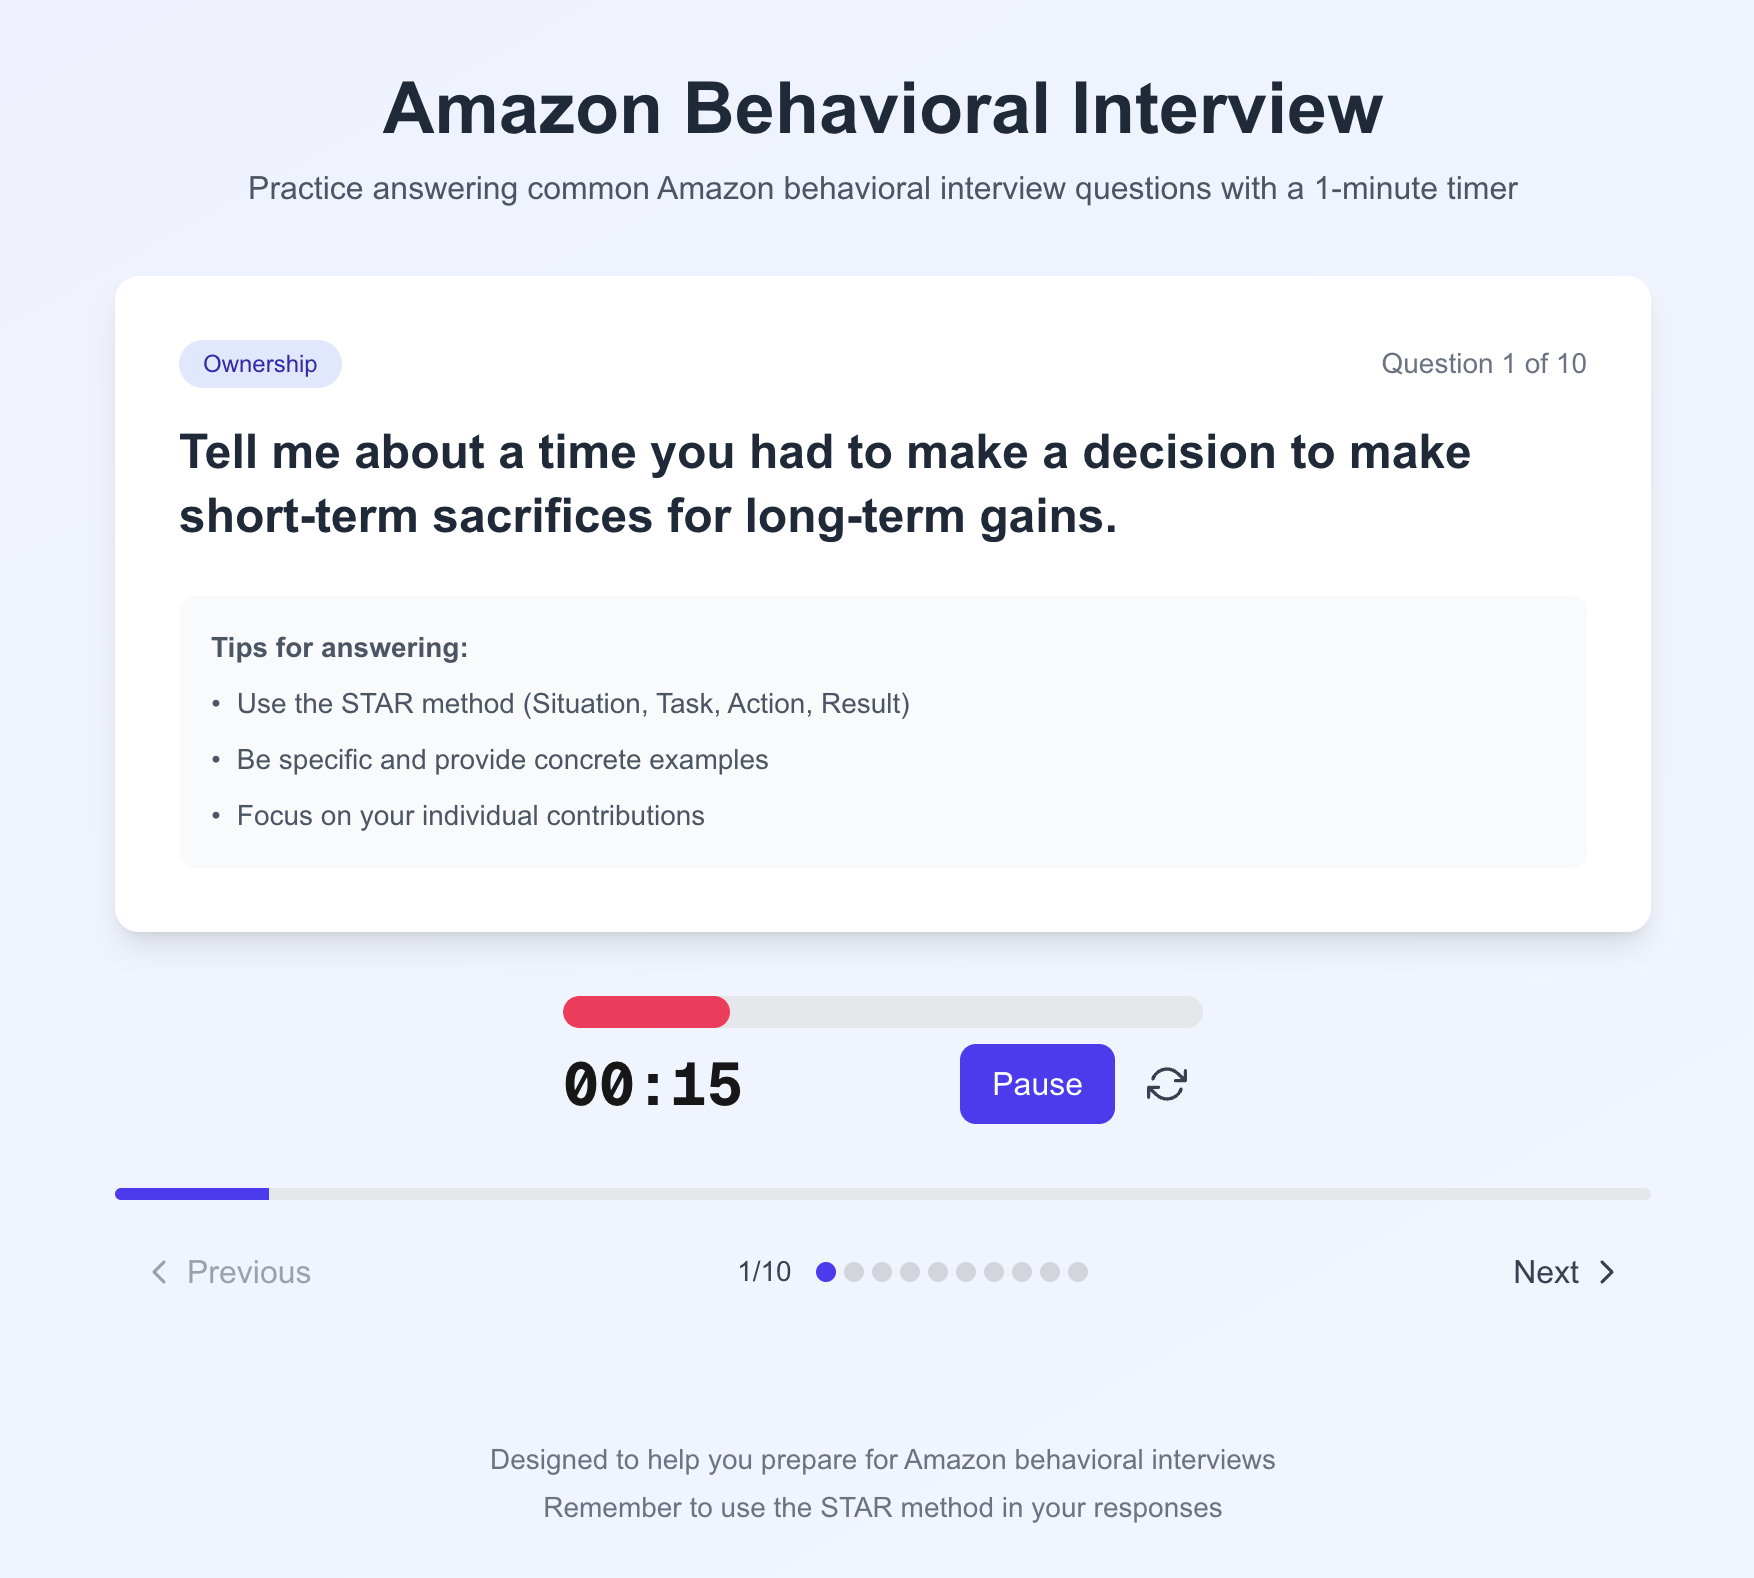 Amazon Behavioral Interview
Practice answering common Amazon behavioral interview questions with a 1-minute timer
Ownership
Question 1 of 10
Tell me about a time you had to make a decision to make
short-term sacrifices for long-term gains.
Tips for answering:
• Use the STAR method (Situation, Task, Action, Result)
• Be specific and provide concrete examples
• Focus on your individual contributions
00:15
Pause
Previous
1/10
Next
Designed to help you prepare for Amazon behavioral interviews
Remember to use the STAR method in your responses